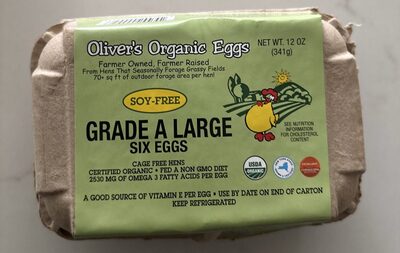 Oliver's Organic Eggs
NET WT. 12 OZ
(341g)
Farmer Owned, Farmer Raised
From Hens That Seasonally Forage Grassy Fields
70+ sq ft of outdoor forage area per hen!
SOY-FREE
GRADE A LARGE
SIX EGGS
SEE NUTRITION
INFORMATION
FOR CHOLESTEROL
CONTENT
CAGE FREE HENS
CERTIFIED ORGANIC • FED A NON GMO DIET
2530 MG OF OMEGA 3 FATTY ACIDS PER EGG
USDA
ORGANIC
A GOOD SOURCE OF VITAMIN E PER EGG • USE BY DATE ON END OF CARTON
KEEP REFRIGERATED